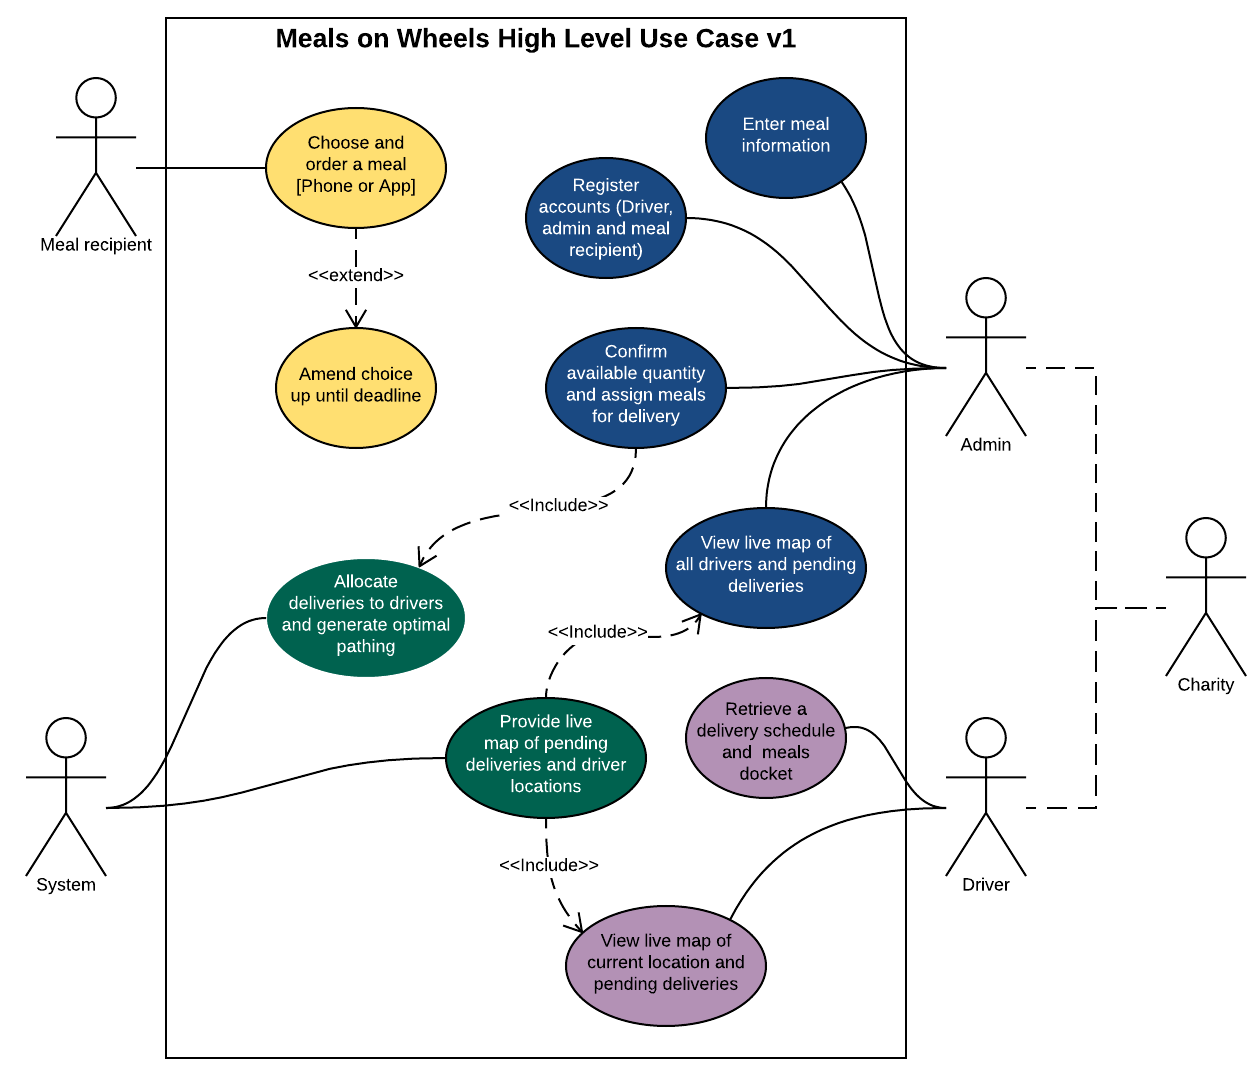 Meals on Wheels High Level Use Case v1
Meal recipient
Choose and
order a meal
[Phone or App]
<<extend>>
Amend choice
up until deadline
Enter meal
information
Register
accounts (Driver,
admin and meal
recipient)
Confirm
available quantity
and assign meals
for delivery
Admin
<<Include>>
View live map of
all drivers and pending
deliveries
Allocate
deliveries to drivers
and generate optimal
pathing
<<Include>>
Charity
Provide live
map of pending
deliveries and driver
locations
Retrieve a
delivery schedule
and  meals
docket
System
Driver
<<Include>>
View live map of
current location and
pending deliveries